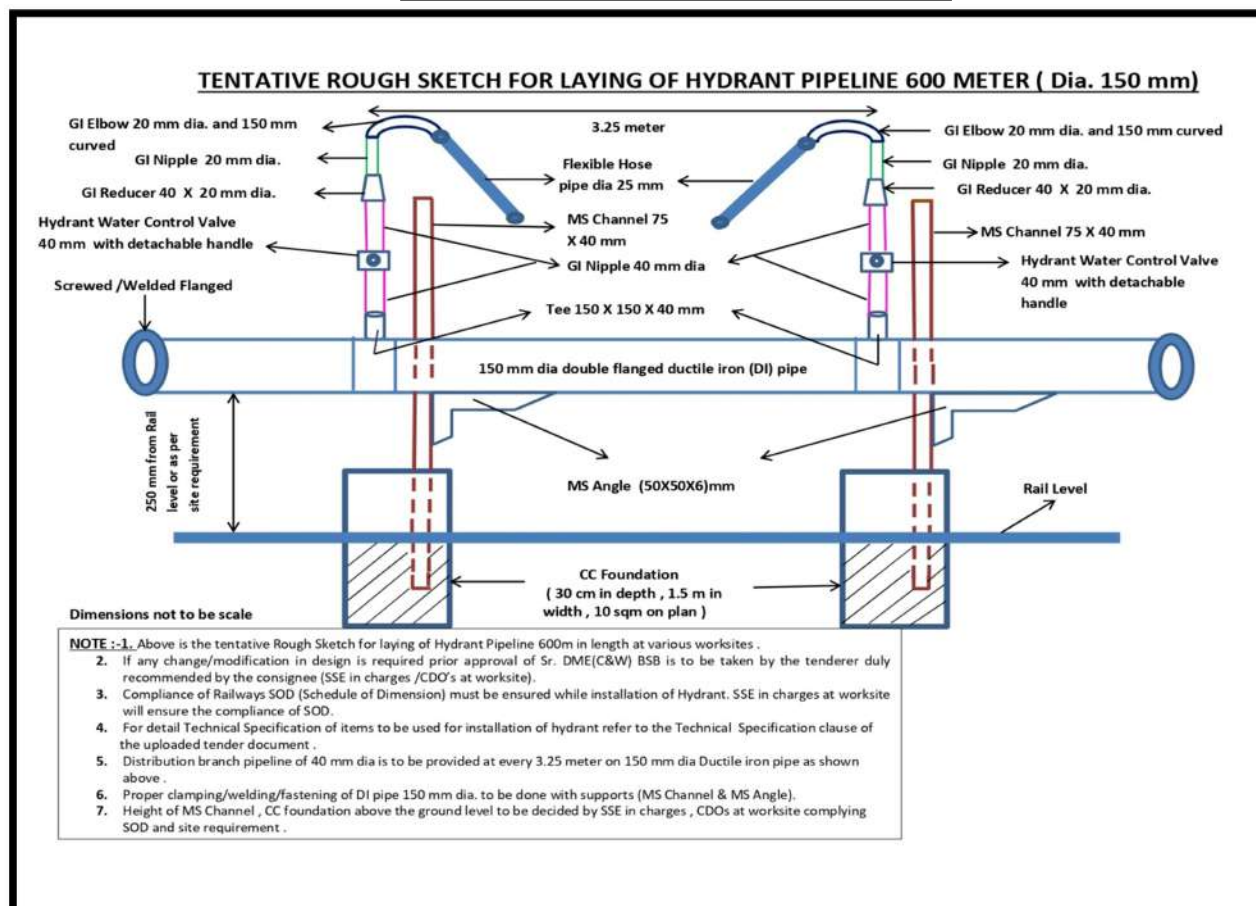 TENTATIVE ROUGH SKETCH FOR LAYING OF HYDRANT PIPELINE 600 METER ( Dia. 150 mm)
GI Elbow 20 mm dia. and 150 mm
curved
GI Nipple 20 mm dia.
GI Reducer 40 X 20 mm dia.
Hydrant Water Control Valve
40 mm with detachable handle
Screwed /Welded Flanged
3.25 meter
Flexible Hose
pipe dia 25 mm
MS Channel 75
X 40 mm
GI Nipple 40 mm dia
Tee 150 X 150 X 40 mm
GI Elbow 20 mm dia. and 150 mm curved
GI Nipple 20 mm dia.
GI Reducer 40 X 20 mm dia.
MS Channel 75 X 40 mm
Hydrant Water Control Valve
40 mm with detachable
handle
150 mm dia double flanged ductile iron (DI) pipe
250 mm from Rail
level or as per
site requirement
MS Angle (50X50X6)mm
Rail Level
CC Foundation
( 30 cm in depth , 1.5 m in
width , 10 sqm on plan )
Dimensions not to be scale
NOTE :-1. Above is the tentative Rough Sketch for laying of Hydrant Pipeline 600m in length at various worksites .
2. If any change/modification in design is required prior approval of Sr. DME(C&W) BSB is to be taken by the tenderer duly
recommended by the consignee (SSE in charges /CDO's at worksite).
3. Compliance of Railways SOD (Schedule of Dimension) must be ensured while installation of Hydrant. SSE in charges at worksite
will ensure the compliance of SOD.
4. For detail Technical Specification of items to be used for installation of hydrant refer to the Technical Specification clause of
the uploaded tender document .
5. Distribution branch pipeline of 40 mm dia is to be provided at every 3.25 meter on 150 mm dia Ductile iron pipe as shown
above .
6. Proper clamping/welding/fastening of DI pipe 150 mm dia. to be done with supports (MS Channel & MS Angle).
7. Height of MS Channel , CC foundation above the ground level to be decided by SSE in charges , CDOs at worksite complying
SOD and site requirement .